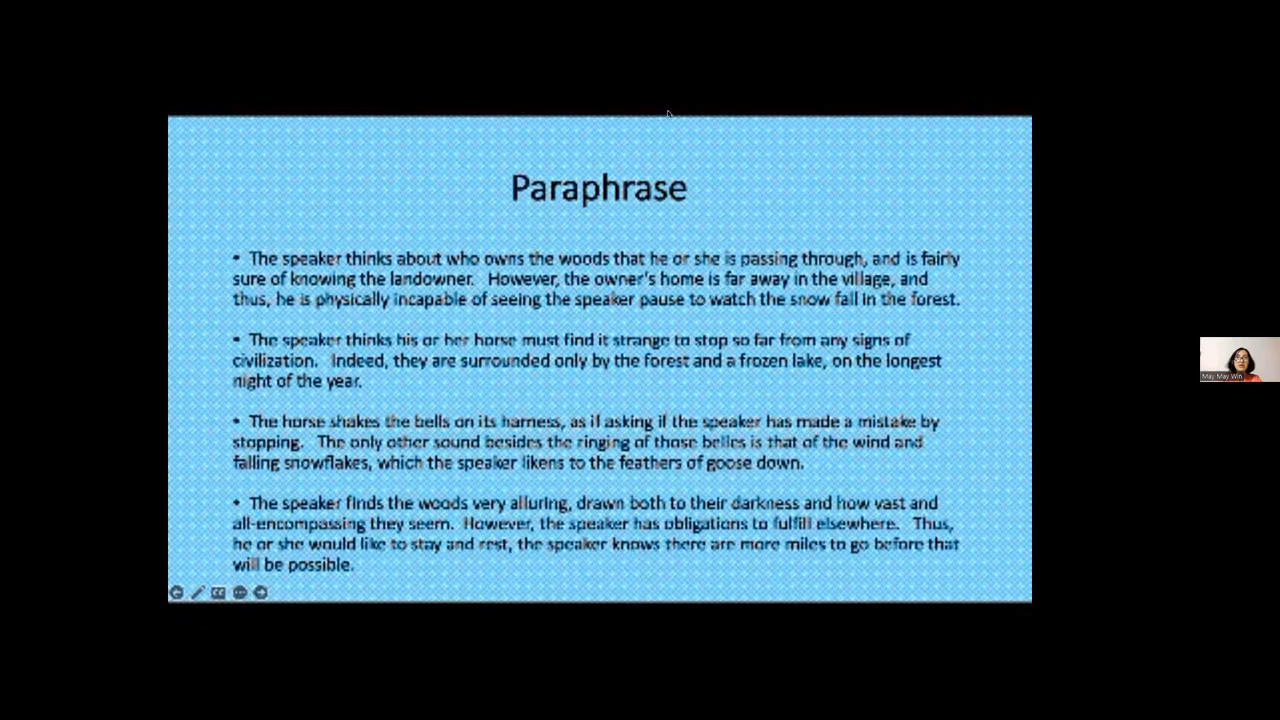 Paraphrase
• The speaker thinks about who owns the woods that he or she is passing through, and is fairly
sure of knowing the landowner. However, the owner's home is far away in the village, and
thus, he is physically incapable of seeing the speaker pause to watch the snow fall in the forest.
• The speaker thinks his or her horse must find it strange to stop so far from any signs of
civilization. Indeed, they are surrounded only by the forest and a frozen lake, on the longest
night of the year.
• The horse shakes the bells on its harness, as if asking if the speaker has made a mistake by
stopping. The only other sound besides the ringing of those belles is that of the wind and
falling snowflakes, which the speaker likens to the feathers of goose down.
• The speaker finds the woods very alluring, drawn both to their darkness and how vast and
all-encompassing they seem. However, the speaker has obligations to fulfill elsewhere. Thus,
he or she would like to stay and rest, the speaker knows there are more miles to go before that
will be possible.
May May Win